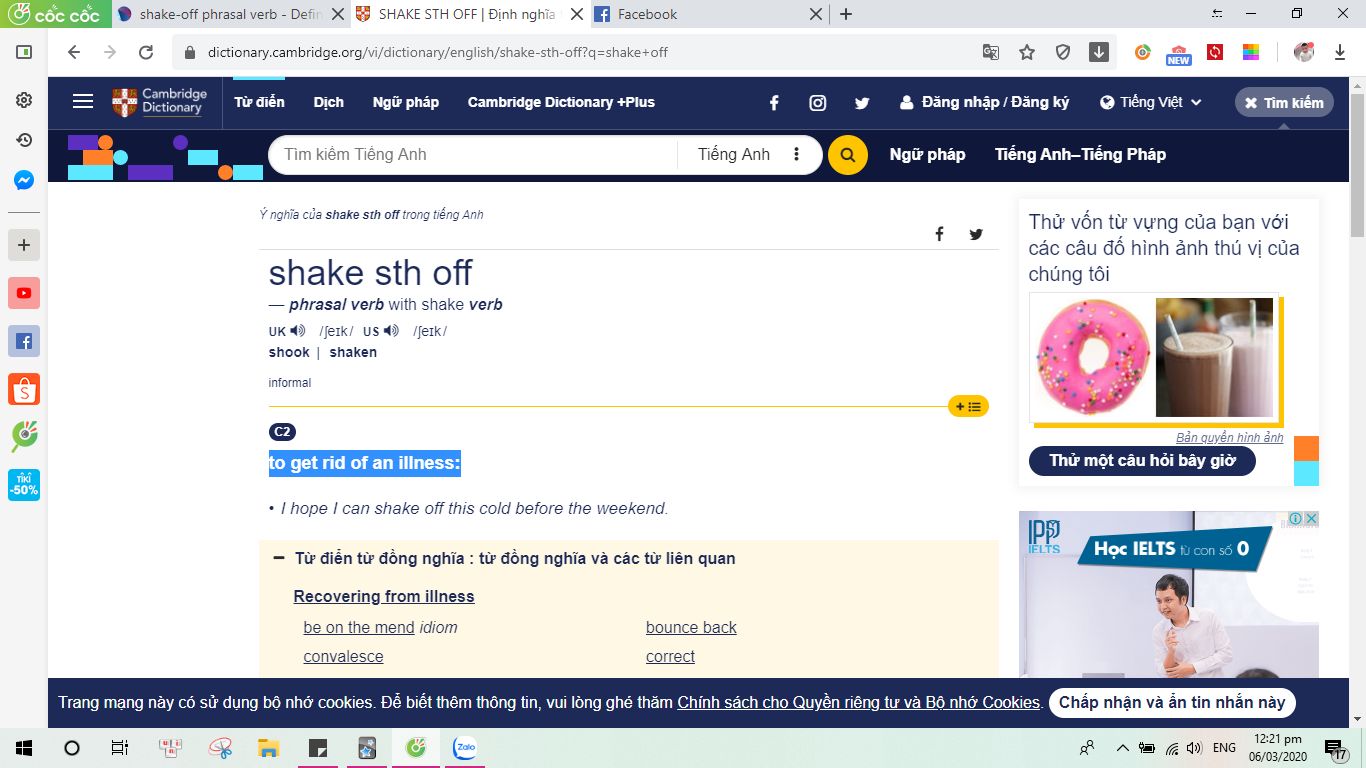 cốc cốc
shake-off phrasal verb - Defin
SHAKE STH OFF | Định nghĩa
Facebook
dictionary.cambridge.org/vi/dictionary/english/shake-sth-off?q=shake+off
NEW
Cambridge Dictionary
Từ điển
Dịch
Ngữ pháp
Cambridge Dictionary +Plus
Đăng nhập / Đăng ký
Tiếng Việt
Tìm kiếm
Tìm kiếm Tiếng Anh
Tiếng Anh
Ngữ pháp
Tiếng Anh–Tiếng Pháp
Ý nghĩa của shake sth off trong tiếng Anh
shake sth off
— phrasal verb with shake verb
UK /ʃeɪk/ US /ʃeɪk/
shook | shaken
informal
C2
to get rid of an illness:
• I hope I can shake off this cold before the weekend.
Từ điển từ đồng nghĩa : từ đồng nghĩa và các từ liên quan
Recovering from illness
be on the mend idiom
bounce back
convalesce
correct
Thử vốn từ vựng của bạn với
các câu đố hình ảnh thú vị của
chúng tôi
Bản quyền hình ảnh
Thử một câu hỏi bây giờ
IPP IELTS
Học IELTS từ con số 0
TIKI
-50%
Trang mạng này có sử dụng bộ nhớ cookies. Để biết thêm thông tin, vui lòng ghé thăm Chính sách cho Quyền riêng tư và Bộ nhớ Cookies.
Chấp nhận và ẩn tin nhắn này
Zalo
ENG
12:21 pm
06/03/2020
17